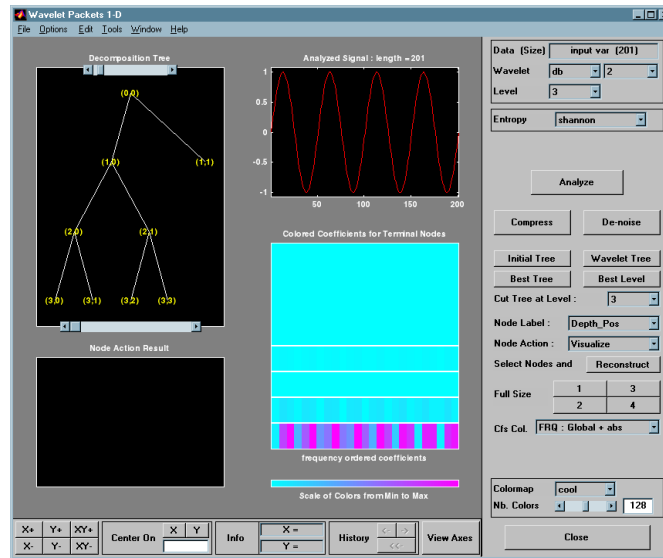 Wavelet Packets 1-D
File Options Edit Tools Window Help
Decomposition Tree
(0,0)
(1,0) (1,1)
(2,0) (2,1)
(3,0) (3,1) (3,2) (3,3)
Node Action Result
Analyzed Signal : length = 201
1
0.5
0
-0.5
-1
50 100 150 200
Colored Coefficients for Terminal Nodes
frequency ordered coefficients
Scale of Colors from Min to Max
Data (Size) input var (201)
Wavelet db 2
Level 3
Entropy shannon
Analyze
Compress De-noise
Initial Tree Wavelet Tree
Best Tree Best Level
Cut Tree at Level : 3
Node Label : Depth_Pos
Node Action : Visualize
Select Nodes and Reconstruct
Full Size 1 3
2 4
Cfs Col. FRQ : Global + abs
Colormap cool
Nb. Colors 128
Close
X+ Y+ XY+ Center On X Y Info X = History <- -> View Axes
X- Y- XY- Y = <<-